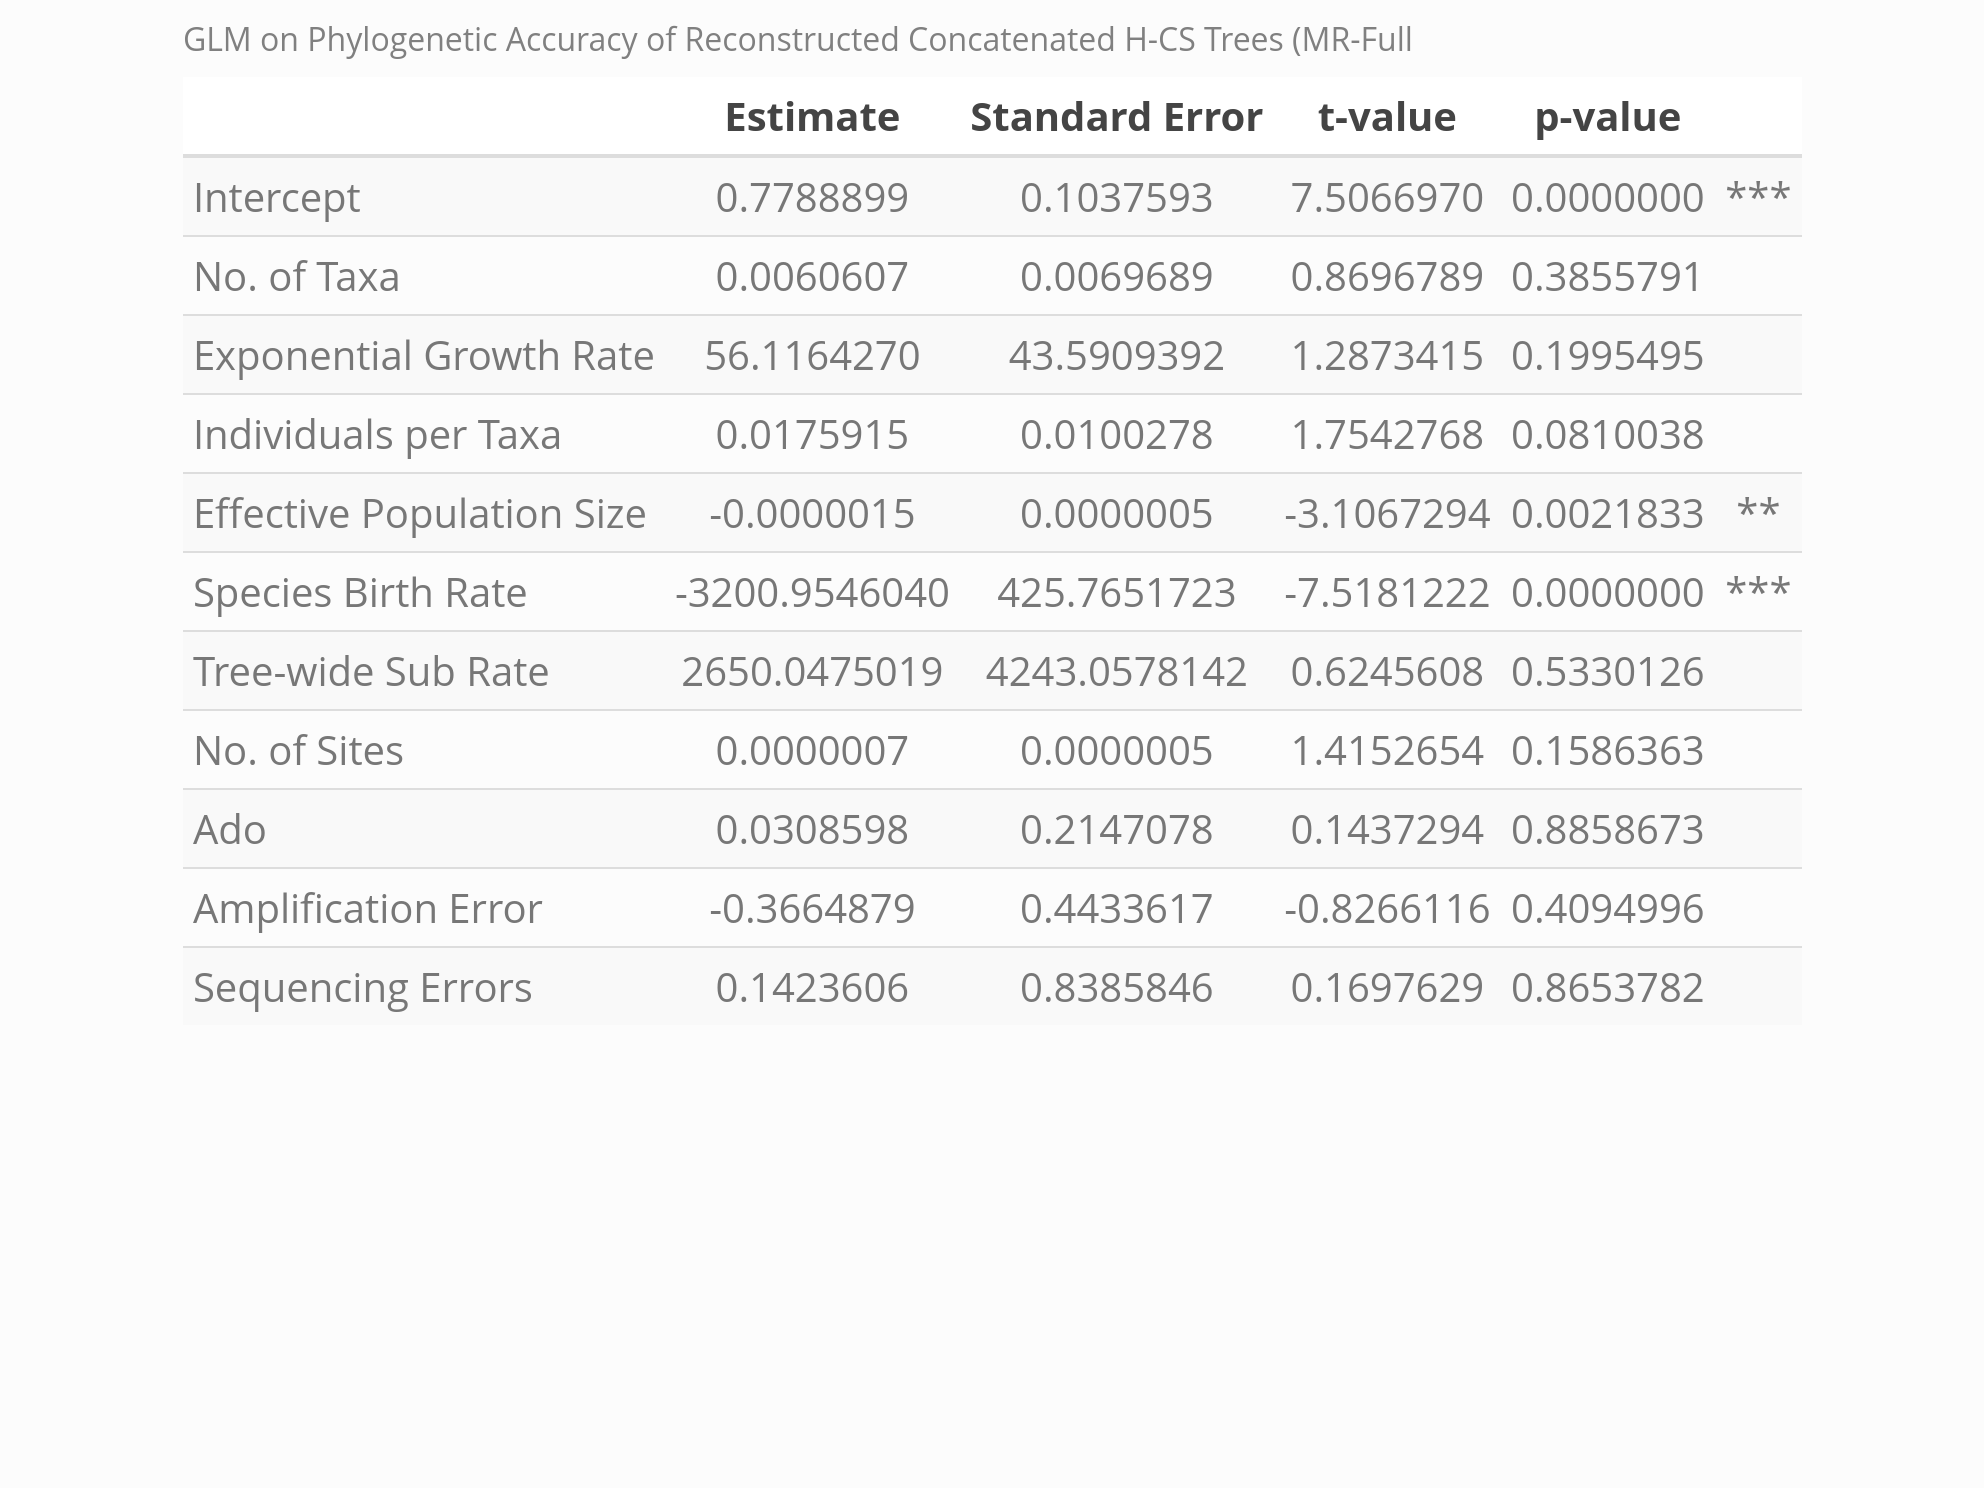 GLM on Phylogenetic Accuracy of Reconstructed Concatenated H-CS Trees (MR-Full
Estimate Standard Error t-value p-value
Intercept 0.7788899 0.1037593 7.5066970 0.0000000 ***
No. of Taxa 0.0060607 0.0069689 0.8696789 0.3855791
Exponential Growth Rate 56.1164270 43.5909392 1.2873415 0.1995495
Individuals per Taxa 0.0175915 0.0100278 1.7542768 0.0810038
Effective Population Size -0.0000015 0.0000005 -3.1067294 0.0021833 **
Species Birth Rate -3200.9546040 425.7651723 -7.5181222 0.0000000 ***
Tree-wide Sub Rate 2650.0475019 4243.0578142 0.6245608 0.5330126
No. of Sites 0.0000007 0.0000005 1.4152654 0.1586363
Ado 0.0308598 0.2147078 0.1437294 0.8858673
Amplification Error -0.3664879 0.4433617 -0.8266116 0.4094996
Sequencing Errors 0.1423606 0.8385846 0.1697629 0.8653782